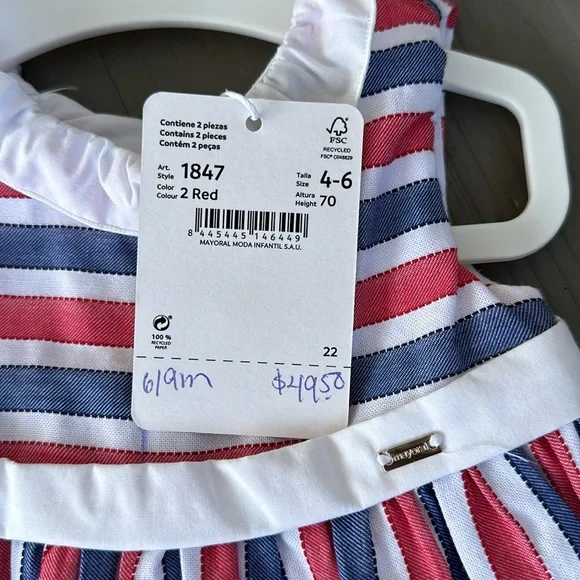 Contiene 2 piezas
Contains 2 pieces
Contém 2 peças
FSC
RECYCLED
FSC® C048629
Art. Style 1847
Talla Size 4-6
Color Colour 2 Red
Altura Height 70
8 445445 146449
MAYORAL MODA INFANTIL S.A.U.
100 %
RECYCLED
PAPER
22
6/9m $49.50
mayoral